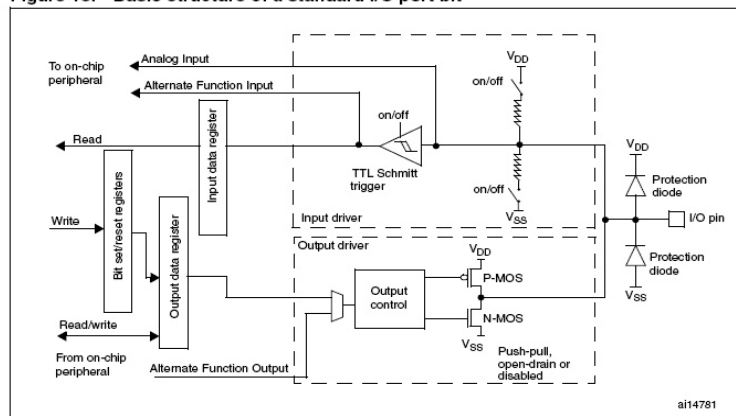 Figure 13. Basic structure of a standard I/O port bit
To on-chip
peripheral
Analog Input
Alternate Function Input
on/off
VDD
on/off
Read
Input data register
TTL Schmitt
trigger
on/off
VSS
Input driver
VDD
Protection
diode
I/O pin
Protection
diode
VSS
Write
Bit set/reset registers
Output data register
Read/write
From on-chip
peripheral
Alternate Function Output
Output driver
Output
control
VDD
P-MOS
N-MOS
VSS
Push-pull,
open-drain or
disabled
ai14781